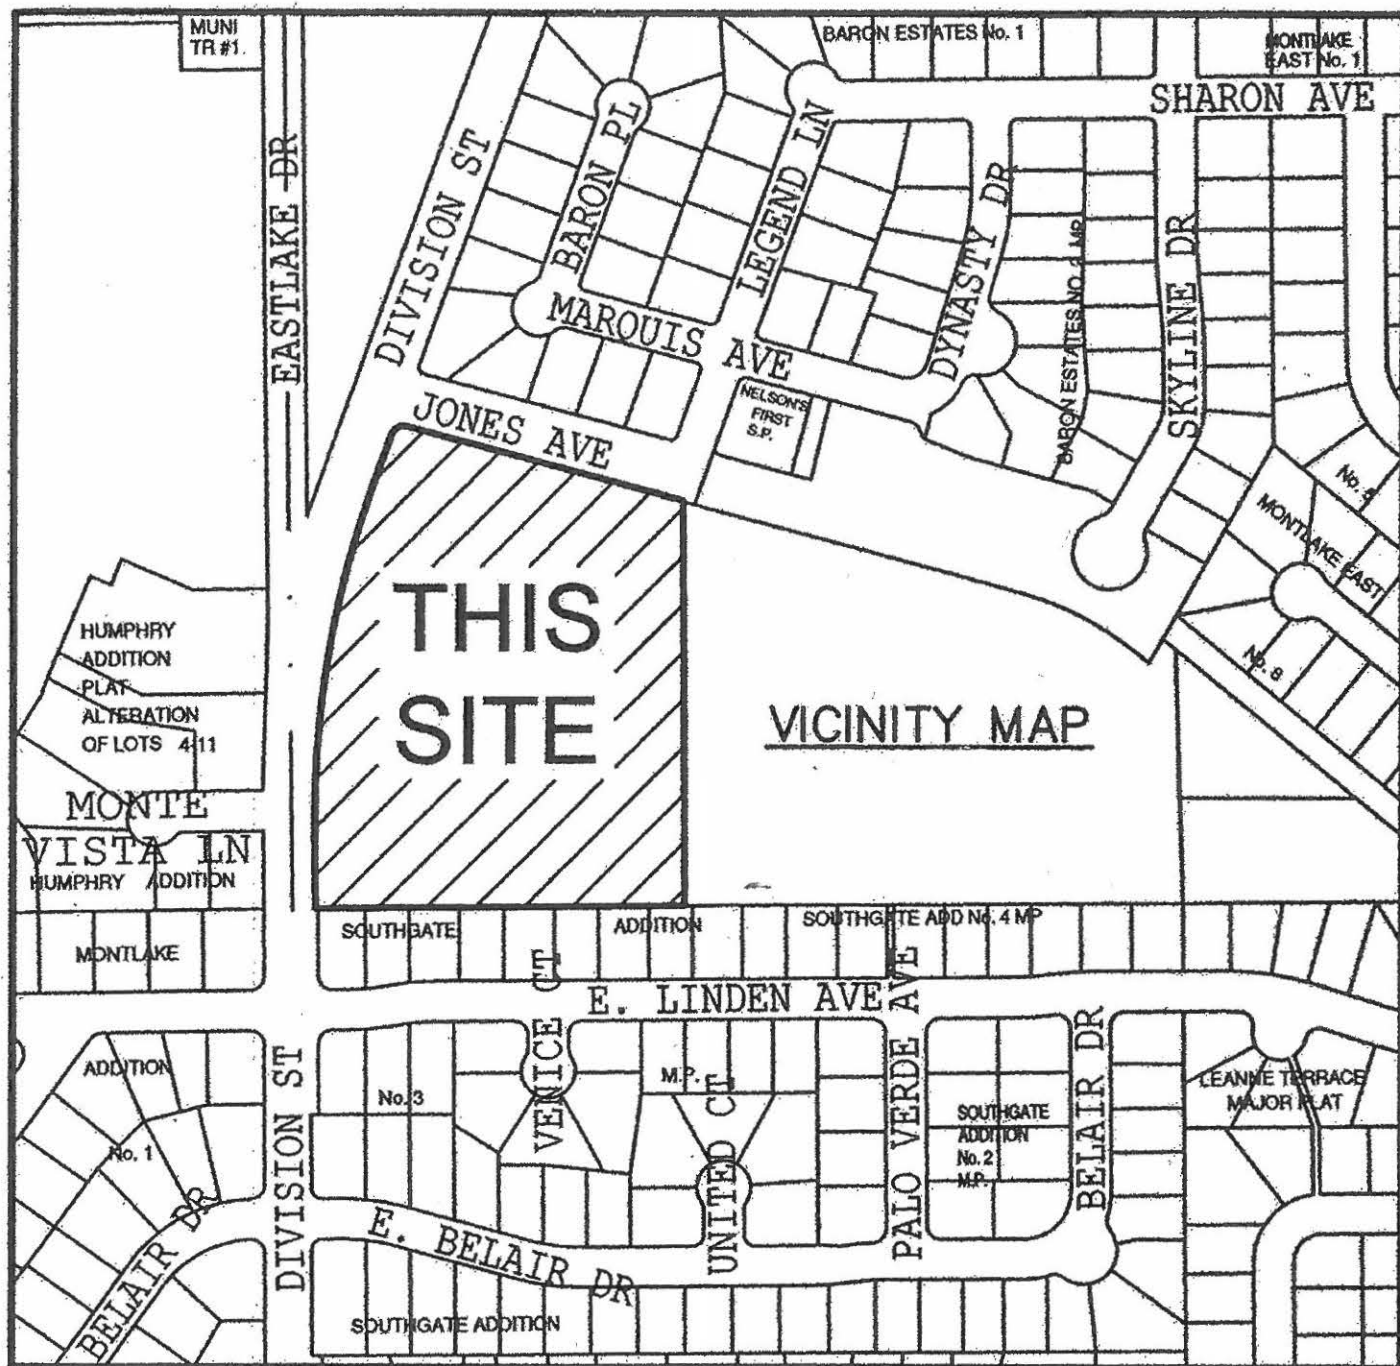 MUNI
TR #1.
BARON ESTATES No. 1
MONTLAKE
EAST No. 1
SHARON AVE
EASTLAKE DR
DIVISION ST
BARON PL
LEGEND LN
DYNASTY DR
BARON ESTATES NO. 2 MP
SKYLINE DR
MARQUIS AVE
NELSON'S
FIRST
S.P.
JONES AVE
No. 5
MONTLAKE EAST
No. 8
HUMPHRY
ADDITION
PLAT
ALTERATION
OF LOTS 4-11
THIS
SITE
VICINITY MAP
MONTE
VISTA LN
HUMPHRY ADDITION
MONTLAKE
SOUTHGATE
ADDITION
SOUTHGATE ADD No. 4 MP
E. LINDEN AVE
VENICE CT
UNITED CT
PALO VERDE AVE
BELAIR DR
ADDITION
No. 1
DIVISION ST
No. 3
M.P.
SOUTHGATE
ADDITION
No. 2
M.P.
LEANNE TERRACE
MAJOR PLAT
BELAIR DR
E. BELAIR DR
SOUTHGATE ADDITION